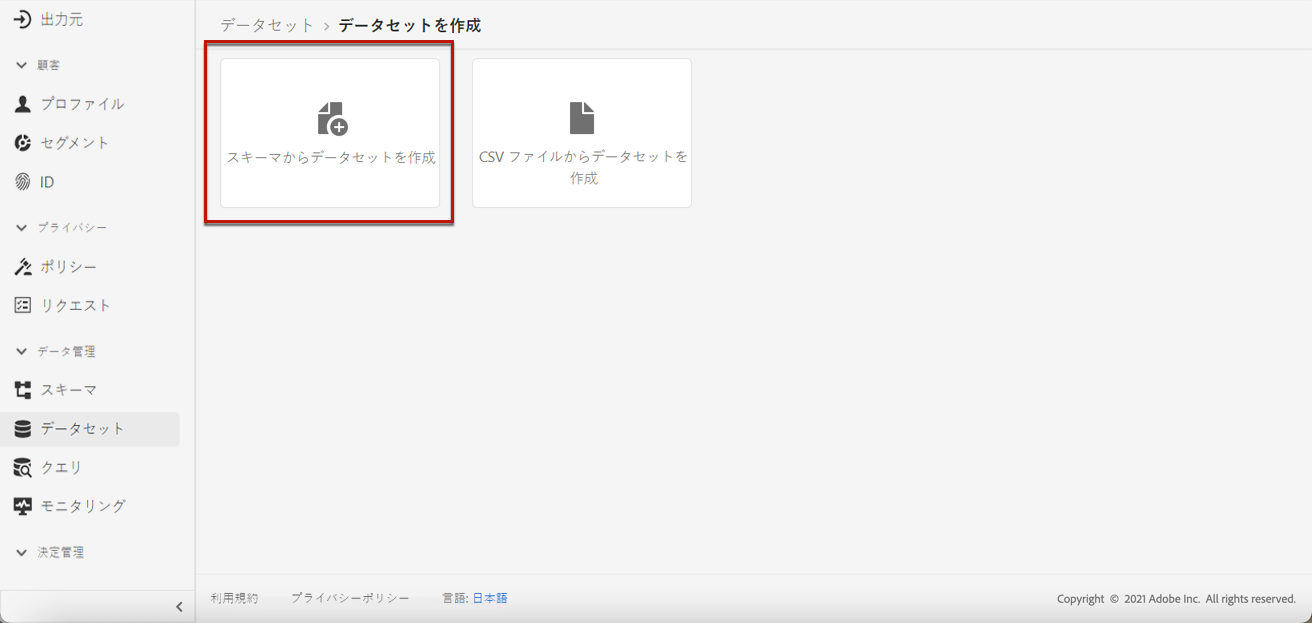 出力元
顧客
プロファイル
セグメント
ID
プライバシー
ポリシー
リクエスト
データ管理
スキーマ
データセット
クエリ
モニタリング
決定管理
データセット > データセットを作成
スキーマからデータセットを作成
CSV ファイルからデータセットを
作成
利用規約 プライバシーポリシー 言語: 日本語
Copyright © 2021 Adobe Inc. All rights reserved.